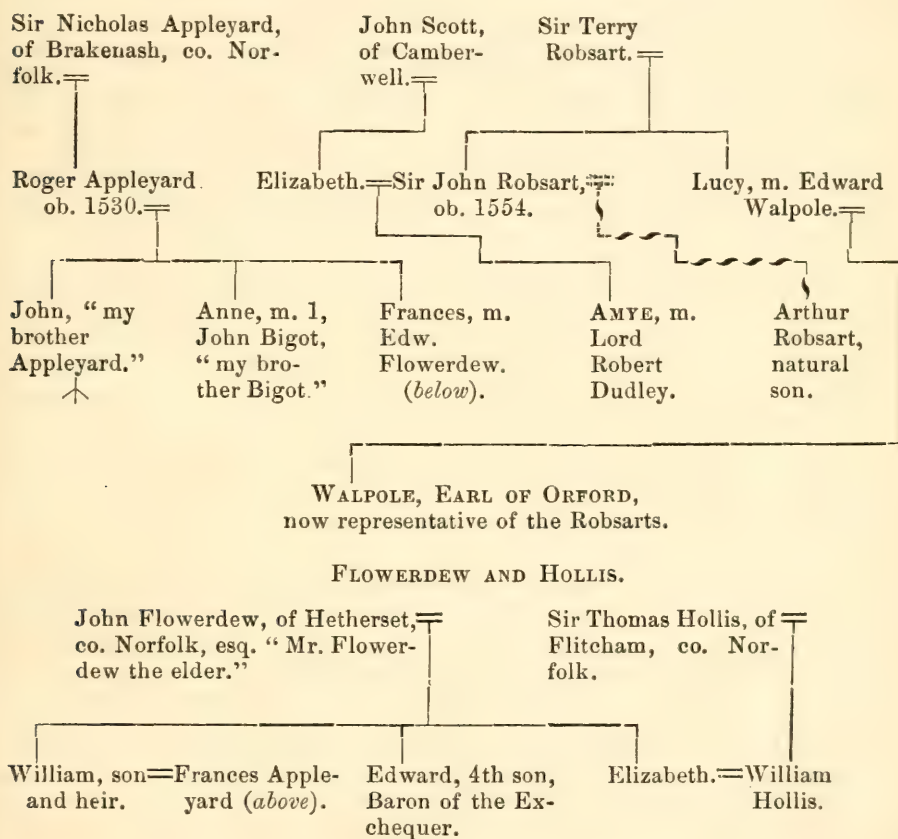 Sir Nicholas Appleyard,
of Brakenash, co. Nor-
folk.
John Scott,
of Camber-
well.
Sir Terry
Robsart.
Roger Appleyard
ob. 1530.
Elizabeth.
Sir John Robsart,
ob. 1554.
Lucy, m. Edward
Walpole.
John, “ my
brother
Appleyard.”
Anne, m. 1,
John Bigot,
“ my bro-
ther Bigot.”
Frances, m.
Edw.
Flowerdew.
(below).
AMYE, m.
Lord
Robert
Dudley.
Arthur
Robsart,
natural
son.
WALPOLE, EARL OF ORFORD,
now representative of the Robsarts.
FLOWERDEW AND HOLLIS.
John Flowerdew, of Hetherset,
co. Norfolk, esq. “ Mr. Flower-
dew the elder.”
Sir Thomas Hollis, of
Flitcham, co. Nor-
folk.
William, son
and heir.
Frances Apple-
yard (above).
Edward, 4th son,
Baron of the Ex-
chequer.
Elizabeth.
William
Hollis.